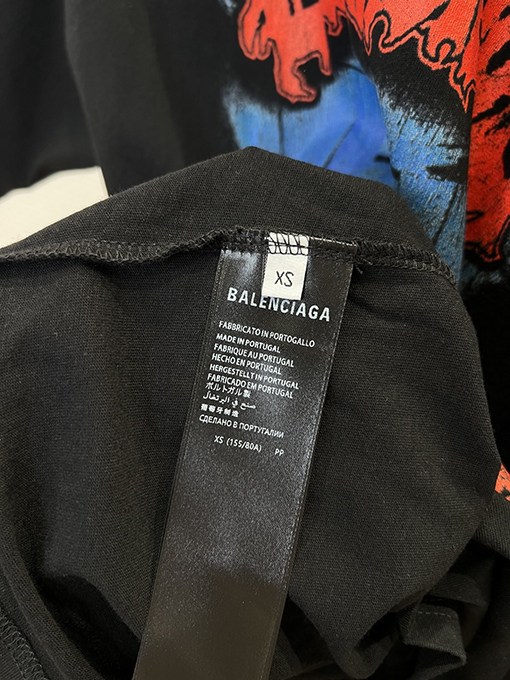 XS
BALENCIAGA
FABBRICATO IN PORTOGALLO
MADE IN PORTUGAL
FABRIQUE AU PORTUGAL
HECHO EN PORTUGAL
HERGESTELLT IN PORTUGAL
FABRICADO EM PORTUGAL
ポルトガル製
صنع في البرتغال
葡萄牙制造
СДЕЛАНО В ПОРТУГАЛИИ
XS (155/80A) PP